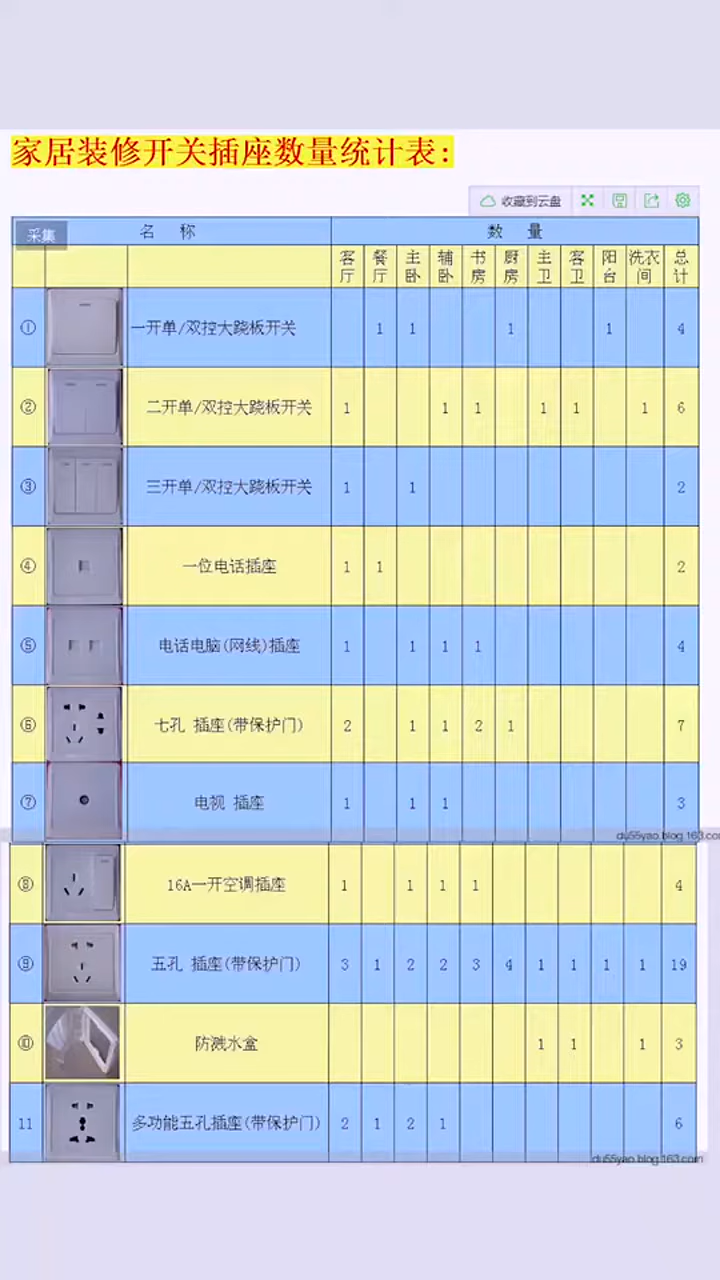 家居装修开关插座数量统计表:
收藏到云盘
采集 名 称 数 量
客厅 餐厅 主卧 辅卧 书房 厨房 主卫 客卫 阳台 洗衣间 总计
① 一开单/双控大跷板开关 1 1 1 1 4
② 二开单/双控大跷板开关 1 1 1 1 1 1 6
③ 三开单/双控大跷板开关 1 1 2
④ 一位电话插座 1 1 2
⑤ 电话电脑(网线)插座 1 1 1 1 4
⑥ 七孔 插座(带保护门) 2 1 1 2 1 7
⑦ 电视 插座 1 1 1 3
du55yao.blog.163.com
⑧ 16A一开空调插座 1 1 1 1 4
⑨ 五孔 插座(带保护门) 3 1 2 2 3 4 1 1 1 1 19
⑩ 防溅水盒 1 1 1 3
11 多功能五孔插座(带保护门) 2 1 2 1 6
du55yao.blog.163.com